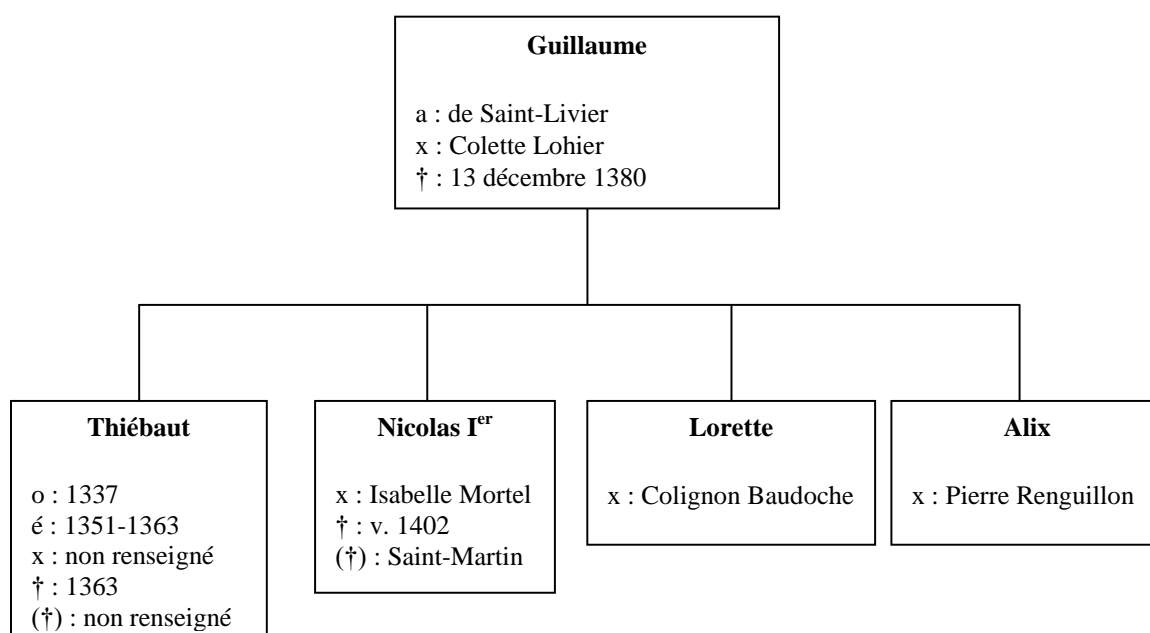 Guillaume
a : de Saint-Livier
x : Colette Lohier
† : 13 décembre 1380
Thiébaut
o : 1337
é : 1351-1363
x : non renseigné
† : 1363
(†) : non renseigné
Nicolas Ier
x : Isabelle Mortel
† : v. 1402
(†) : Saint-Martin
Lorette
x : Colignon Baudoche
Alix
x : Pierre Renguillon